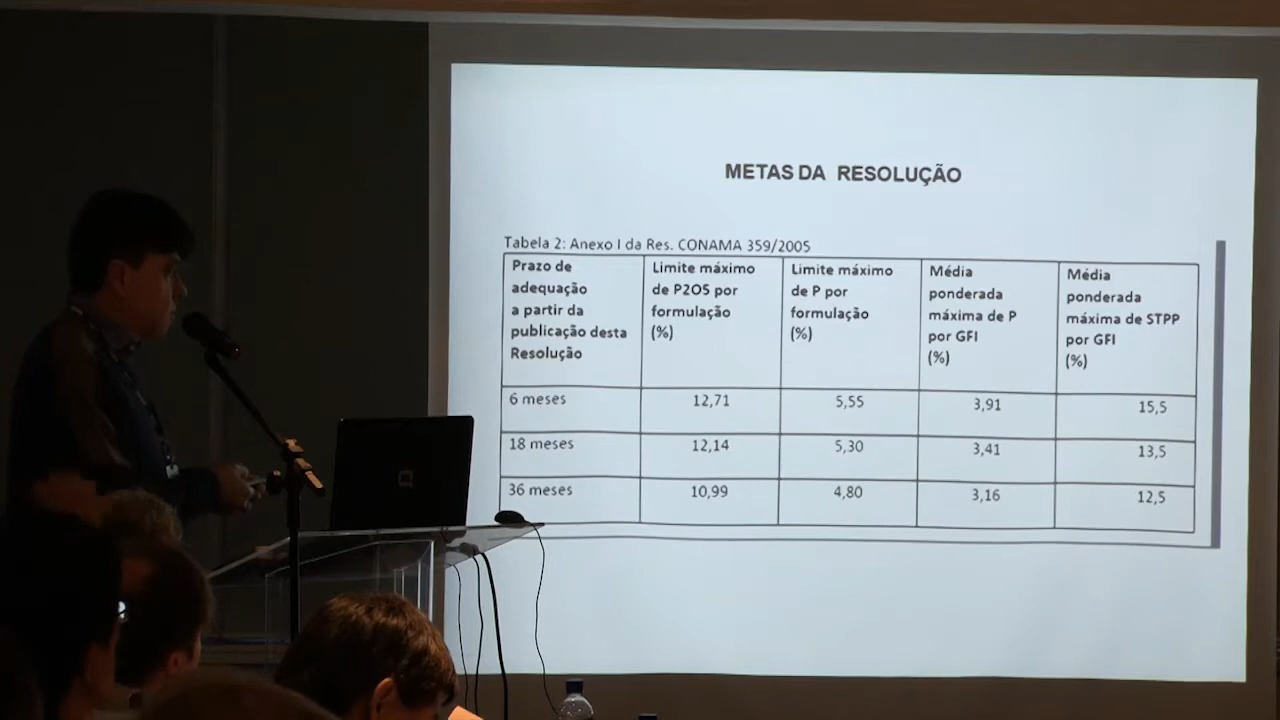 METAS DA RESOLUÇÃO
Tabela 2: Anexo I da Res. CONAMA 359/2005
Prazo de
adequação
a partir da
publicação desta
Resolução
Limite máximo
de P2O5 por
formulação
(%)
Limite máximo
de P por
formulação
(%)
Média
ponderada
máxima de P
por GFI
(%)
Média
ponderada
máxima de STPP
por GFI
(%)
6 meses 12,71 5,55 3,91 15,5
18 meses 12,14 5,30 3,41 13,5
36 meses 10,99 4,80 3,16 12,5